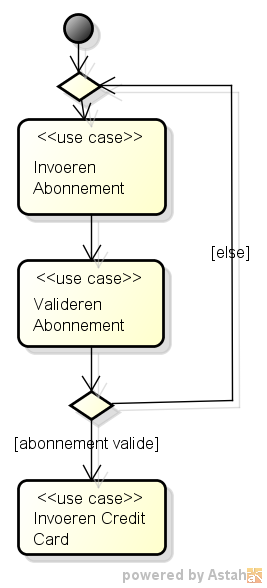 <<use case>>
Invoeren
Abonnement
[else]
<<use case>>
Valideren
Abonnement
[abonnement valide]
<<use case>>
Invoeren Credit
Card
powered by Astah